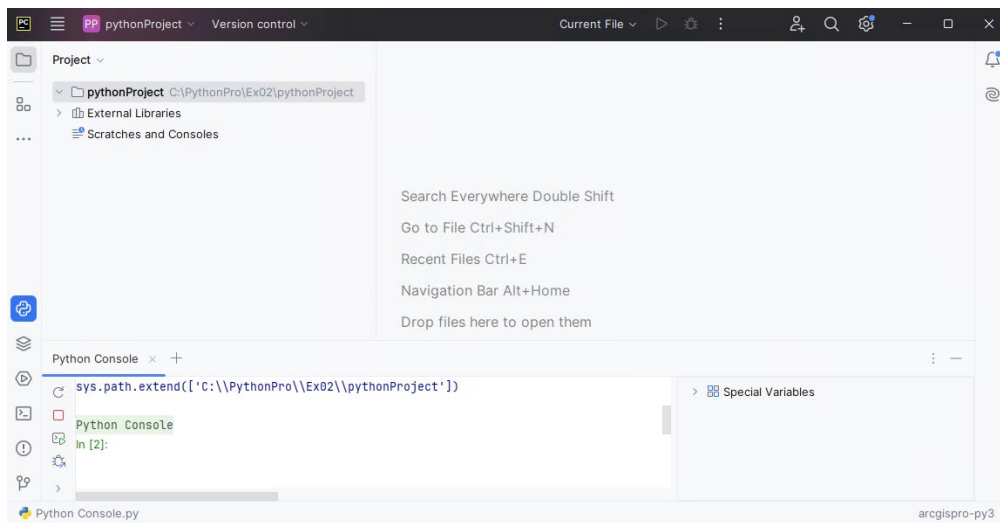 PC PP pythonProject Version control Current File
Project
pythonProject C:\PythonPro\Ex02\pythonProject
External Libraries
Scratches and Consoles
Search Everywhere Double Shift
Go to File Ctrl+Shift+N
Recent Files Ctrl+E
Navigation Bar Alt+Home
Drop files here to open them
Python Console
sys.path.extend(['C:\\PythonPro\\Ex02\\pythonProject'])
Python Console
In [2]:
Special Variables
Python Console.py arcgispro-py3